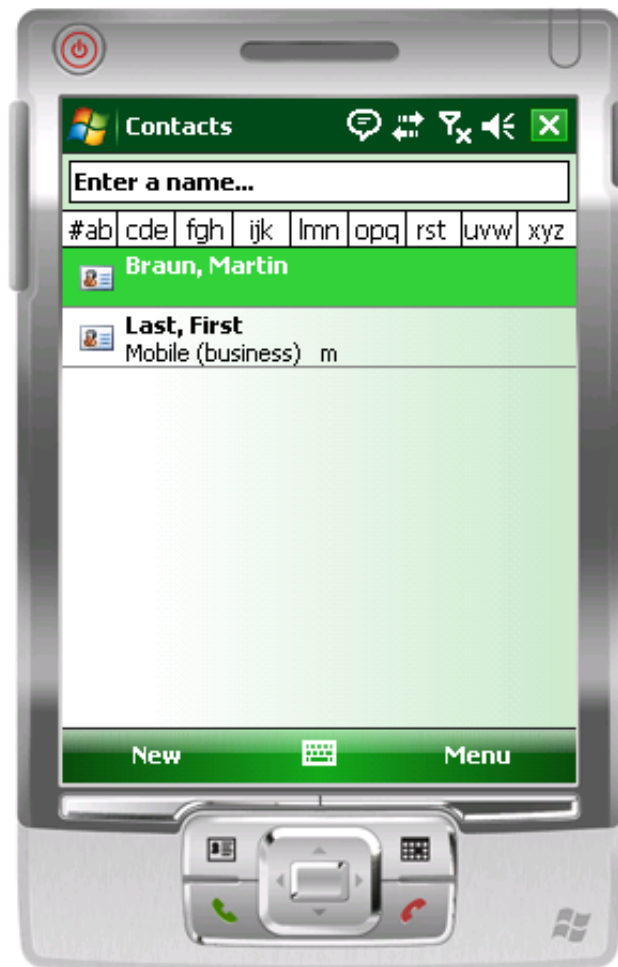 Contacts
Enter a name...
#ab cde fgh ijk lmn opq rst uvw xyz
Braun, Martin
Last, First
Mobile (business) m
New Menu